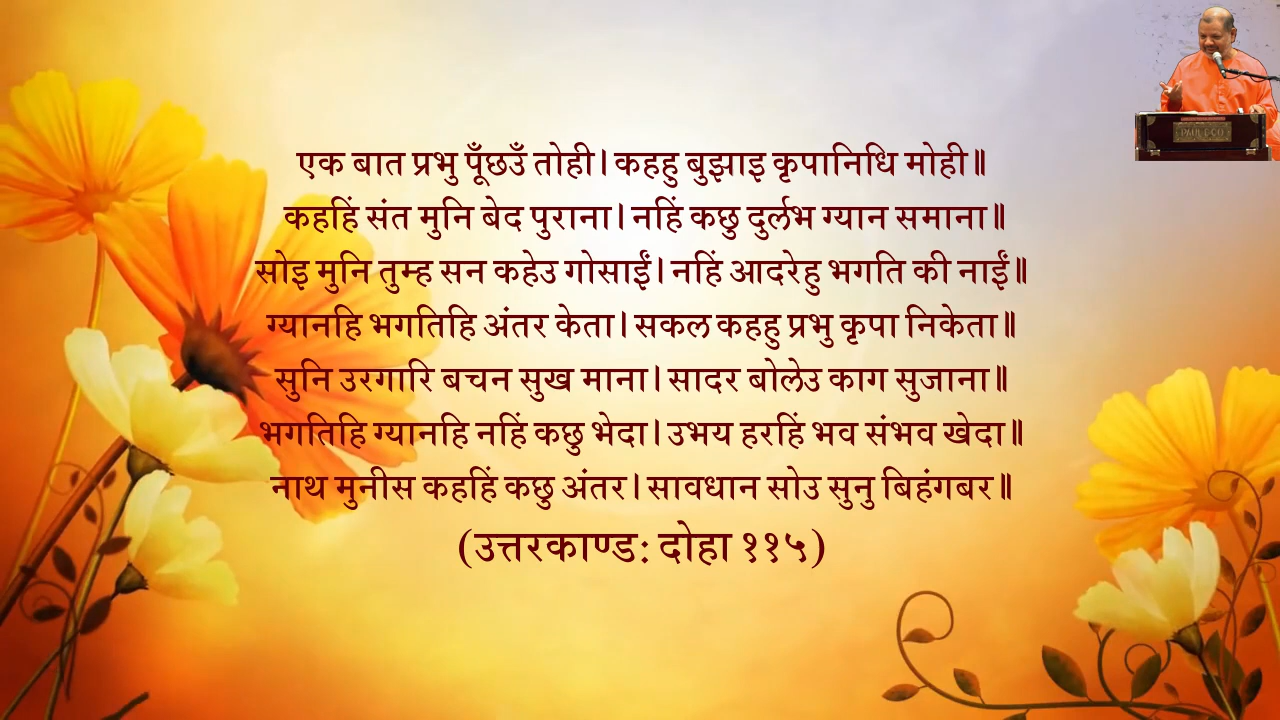 एक बात प्रभु पूँछउँ तोही। कहहु बुझाइ कृपानिधि मोही॥
कहहिं संत मुनि बेद पुराना। नहिं कछु दुर्लभ ग्यान समाना॥
सोइ मुनि तुम्ह सन कहेउ गोसाईं। नहिं आदरेहु भगति की नाईं॥
ग्यानहि भगतिहि अंतर केता। सकल कहहु प्रभु कृपा निकेता॥
सुनि उरगारि बचन सुख माना। सादर बोलेउ काग सुजाना॥
भगतिहि ग्यानहि नहिं कछु भेदा। उभय हरहिं भव संभव खेदा॥
नाथ मुनीस कहहिं कछु अंतर। सावधान सोउ सुनु बिहंगबर॥
(उत्तरकाण्ड: दोहा ११५)
PAUL & CO